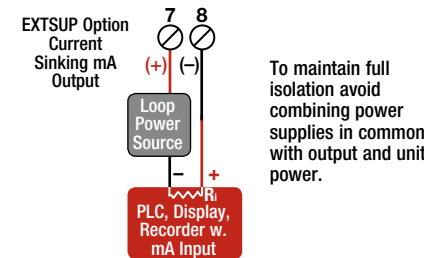 EXTSUP Option
Current
Sinking mA
Output
7 8
(+) (–)
Loop
Power
Source
– +
Ri
PLC, Display,
Recorder w.
mA Input
To maintain full
isolation avoid
combining power
supplies in common
with output and unit
power.